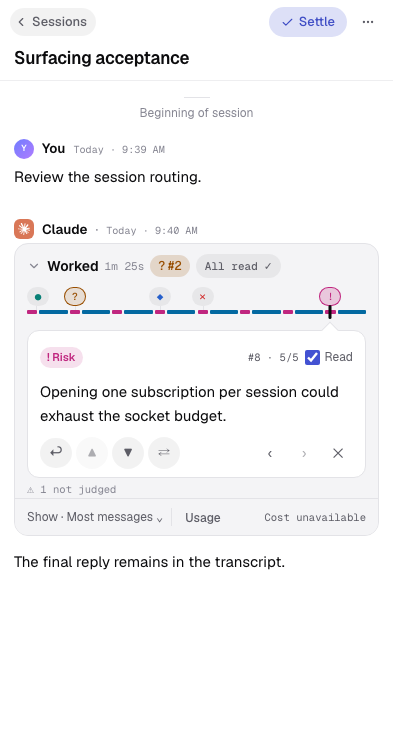 Sessions
Settle
Surfacing acceptance
Beginning of session
Y You Today · 9:39 AM
Review the session routing.
Claude · Today · 9:40 AM
Worked 1m 25s ? #2 All read ✓
● ? ◆ ✕ !
! Risk #8 · 5/5 Read
Opening one subscription per session could
exhaust the socket budget.
⚠ 1 not judged
Show · Most messages Usage Cost unavailable
The final reply remains in the transcript.